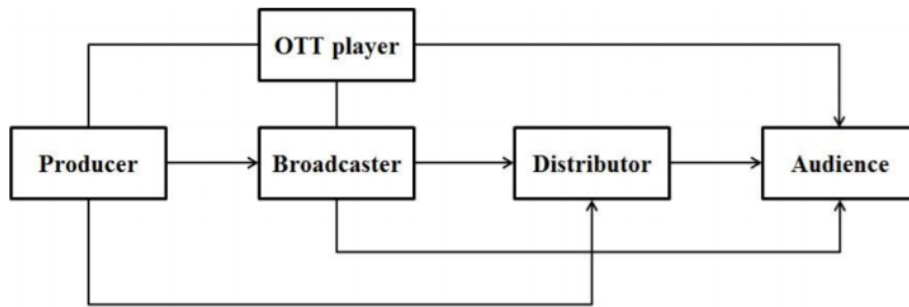 OTT player
Producer
Broadcaster
Distributor
Audience